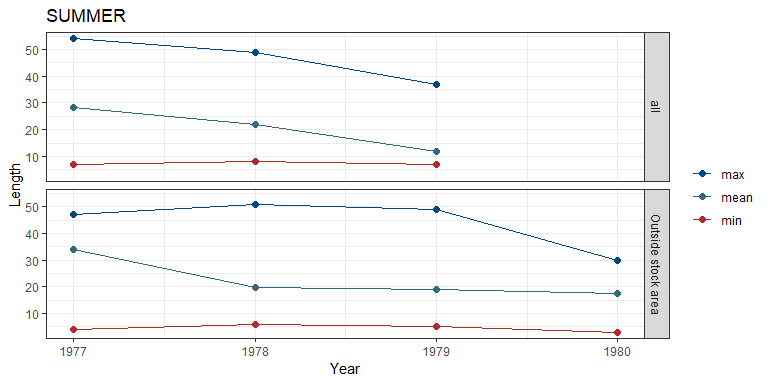 SUMMER
Length
50
40
30
20
10
all
50
40
30
20
10
Outside stock area
1977 1978 1979 1980
Year
max
mean
min